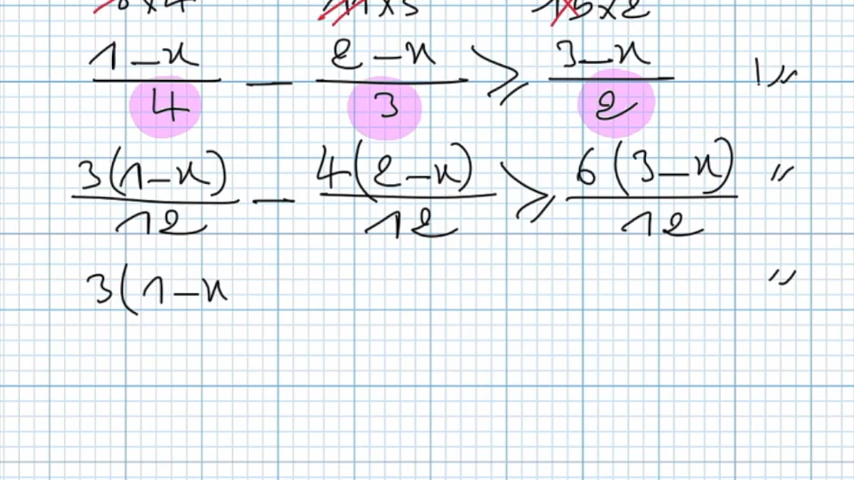 (1-x)/4 - (2-x)/3 ≥ (3-x)/2 "
3(1-x)/12 - 4(2-x)/12 ≥ 6(3-x)/12 "
3(1-x "